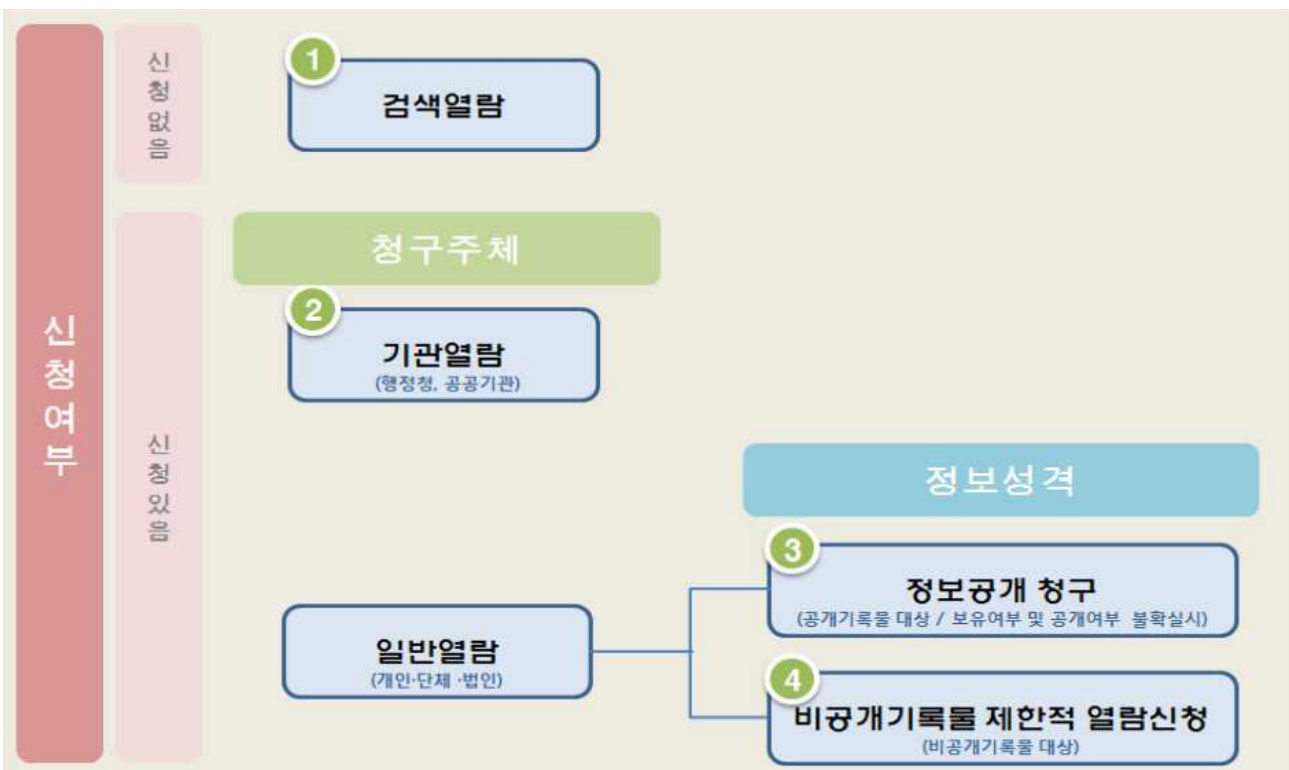 신청여부
신청없음
1
검색열람
신청있음
청구주체
2
기관열람
(행정청, 공공기관)
일반열람
(개인·단체 ·법인)
정보성격
3
정보공개 청구
(공개기록물 대상 / 보유여부 및 공개여부 불확실시)
4
비공개기록물 제한적 열람신청
(비공개기록물 대상)